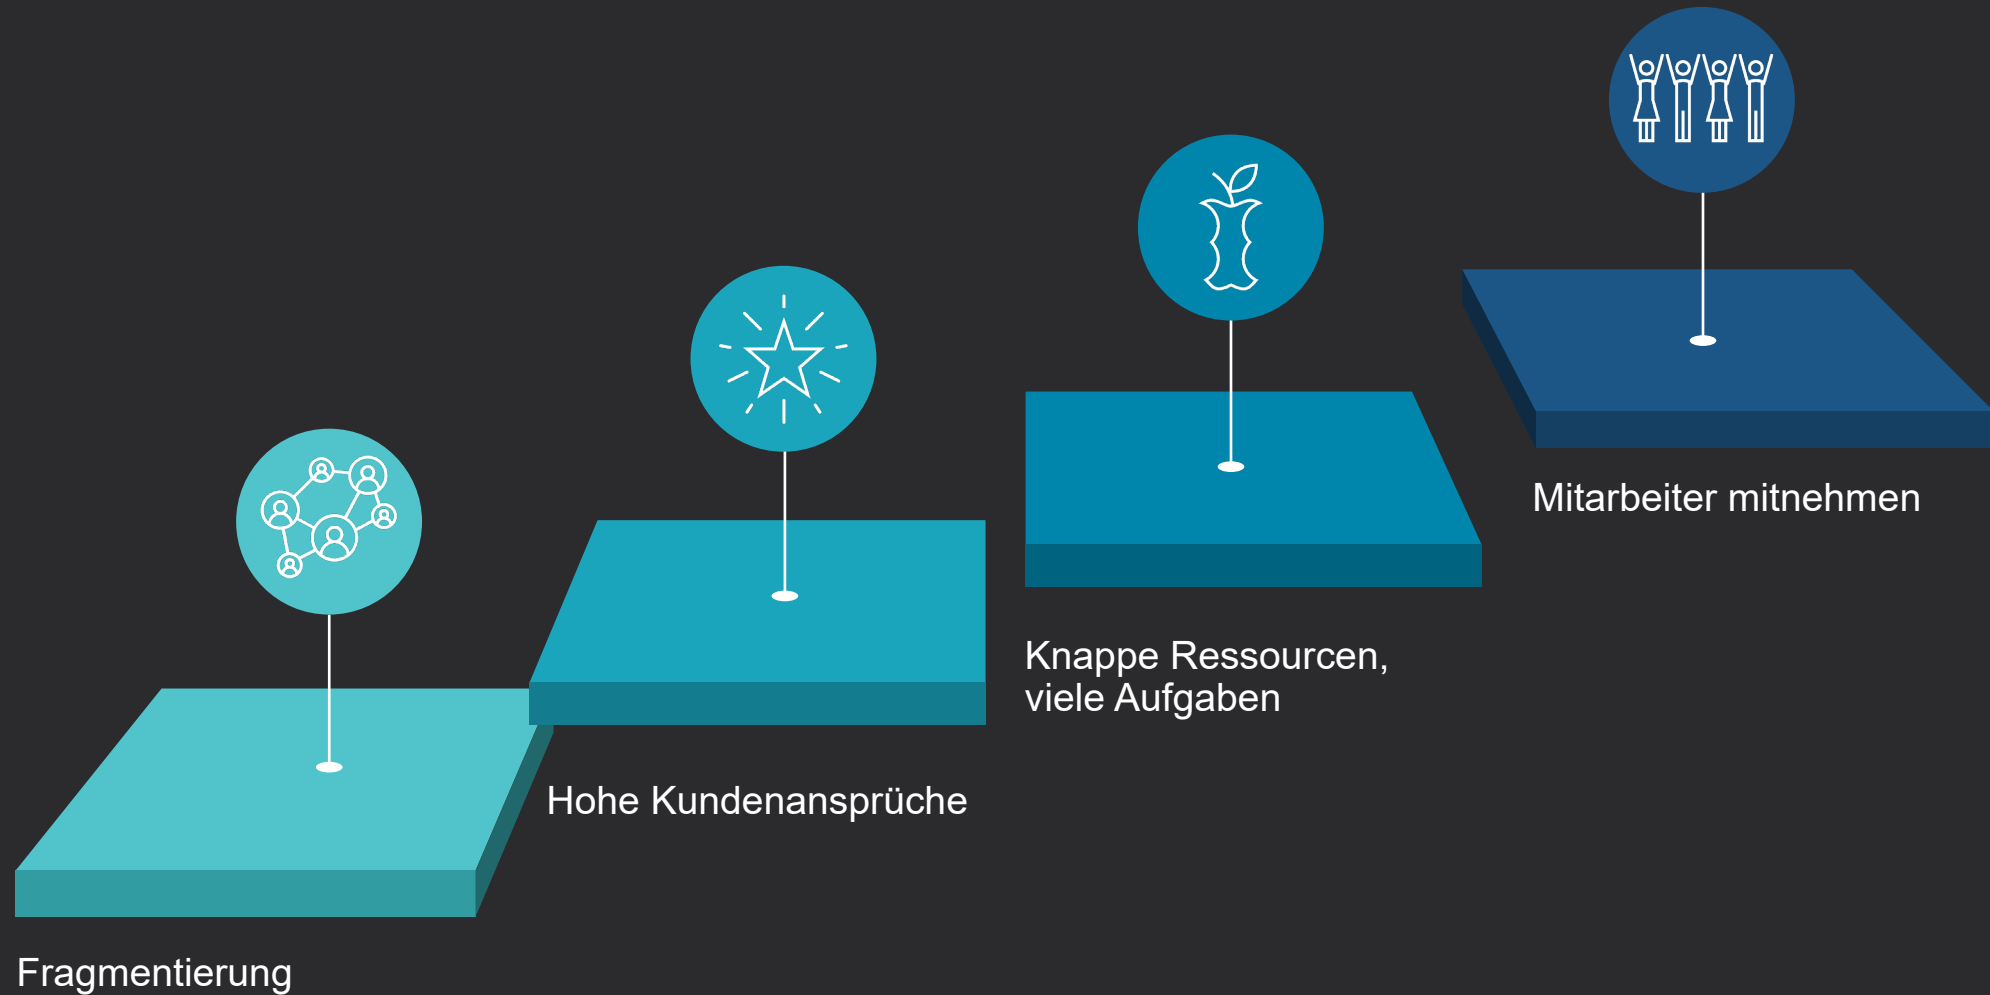 Fragmentierung
Hohe Kundenansprüche
Knappe Ressourcen,
viele Aufgaben
Mitarbeiter mitnehmen